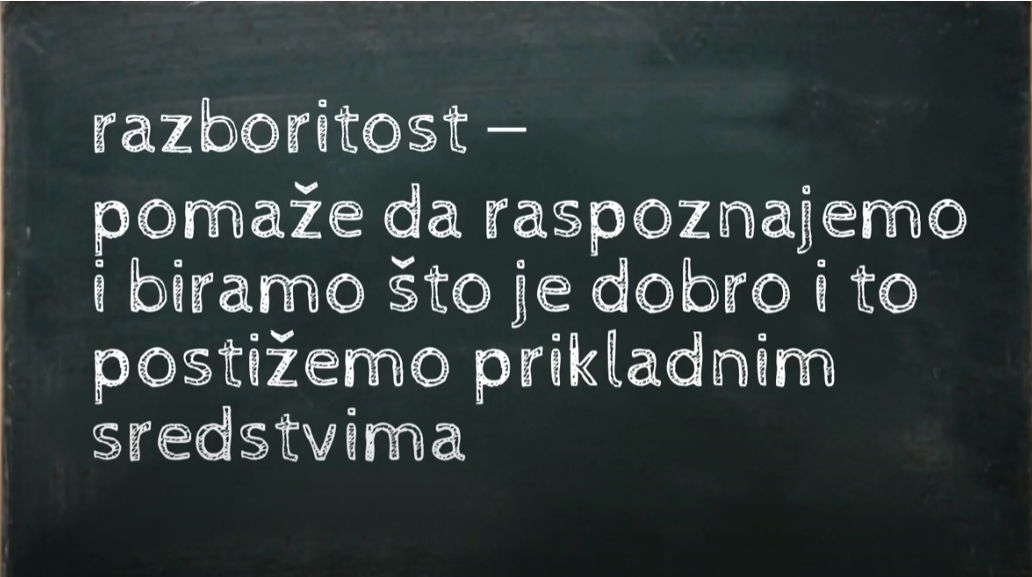 razboritost –
pomaže da raspoznajemo
i biramo što je dobro i to
postižemo prikladnim
sredstvima